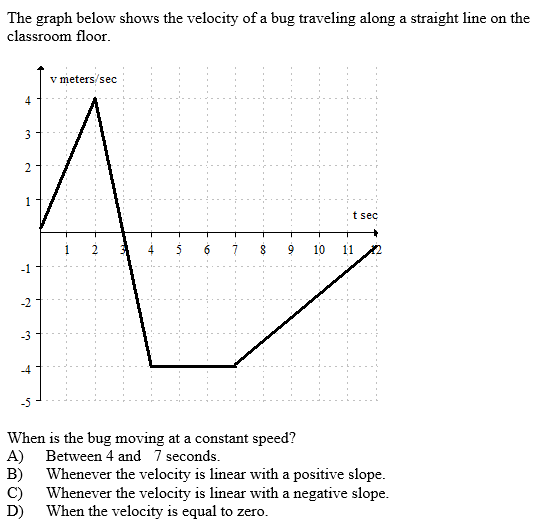 The graph below shows the velocity of a bug traveling along a straight line on the
classroom floor.
v meters/sec
4
3
2
1
t sec
1 2 3 4 5 6 7 8 9 10 11 12
-1
-2
-3
-4
-5
When is the bug moving at a constant speed?
A) Between 4 and 7 seconds.
B) Whenever the velocity is linear with a positive slope.
C) Whenever the velocity is linear with a negative slope.
D) When the velocity is equal to zero.